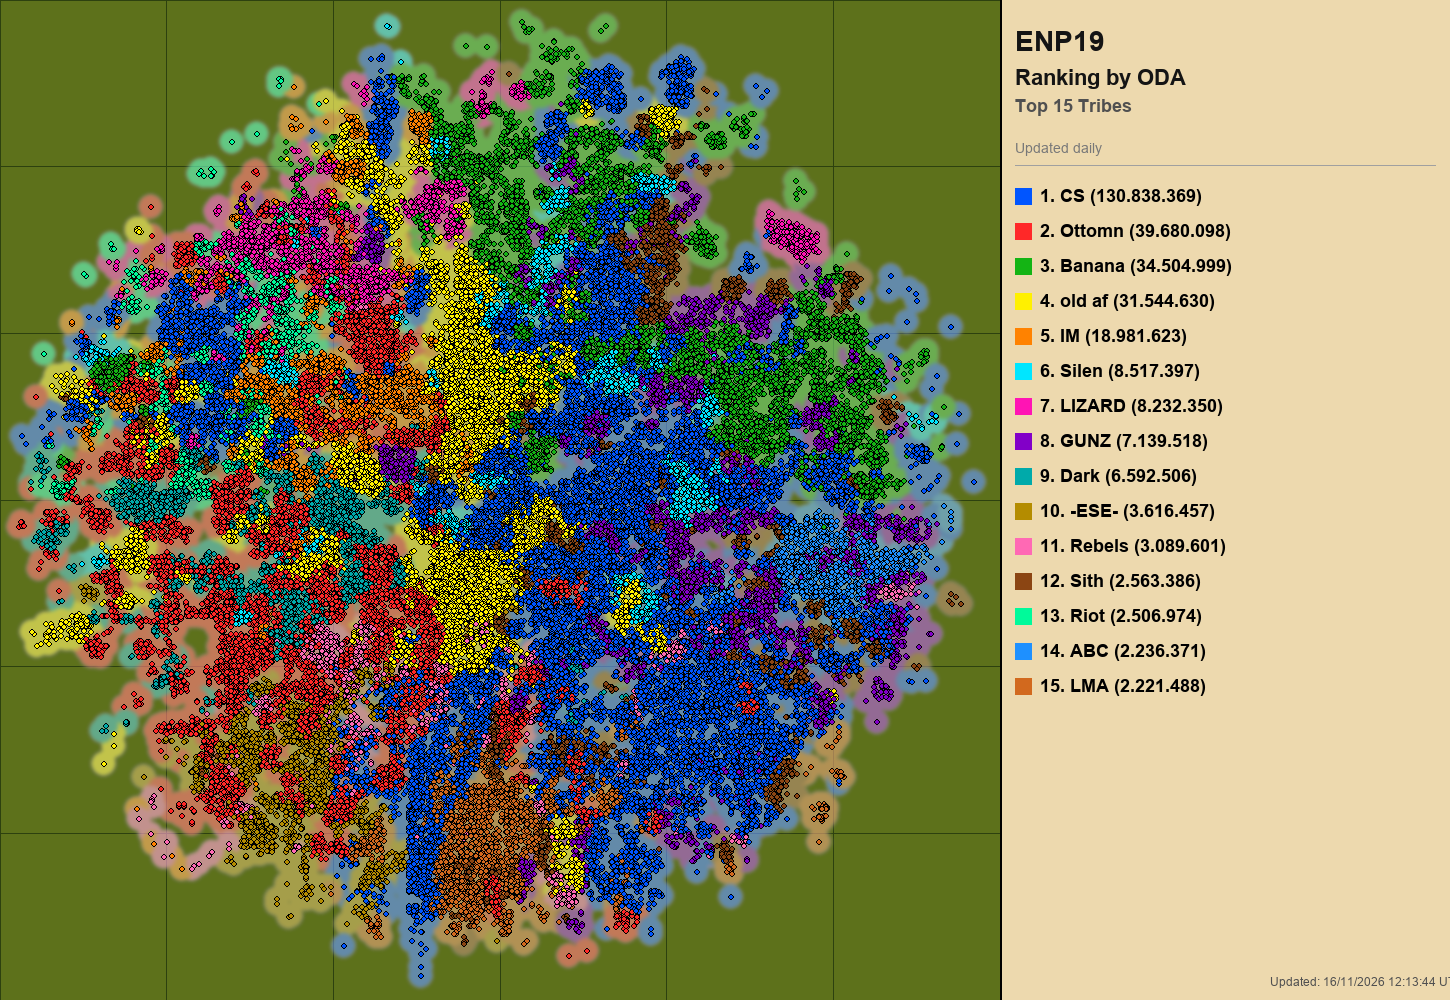 ENP19
Ranking by ODA
Top 15 Tribes
Updated daily
1. CS (130.838.369)
2. Ottomn (39.680.098)
3. Banana (34.504.999)
4. old af (31.544.630)
5. IM (18.981.623)
6. Silen (8.517.397)
7. LIZARD (8.232.350)
8. GUNZ (7.139.518)
9. Dark (6.592.506)
10. -ESE- (3.616.457)
11. Rebels (3.089.601)
12. Sith (2.563.386)
13. Riot (2.506.974)
14. ABC (2.236.371)
15. LMA (2.221.488)
Updated: 16/11/2026 12:13:44 U